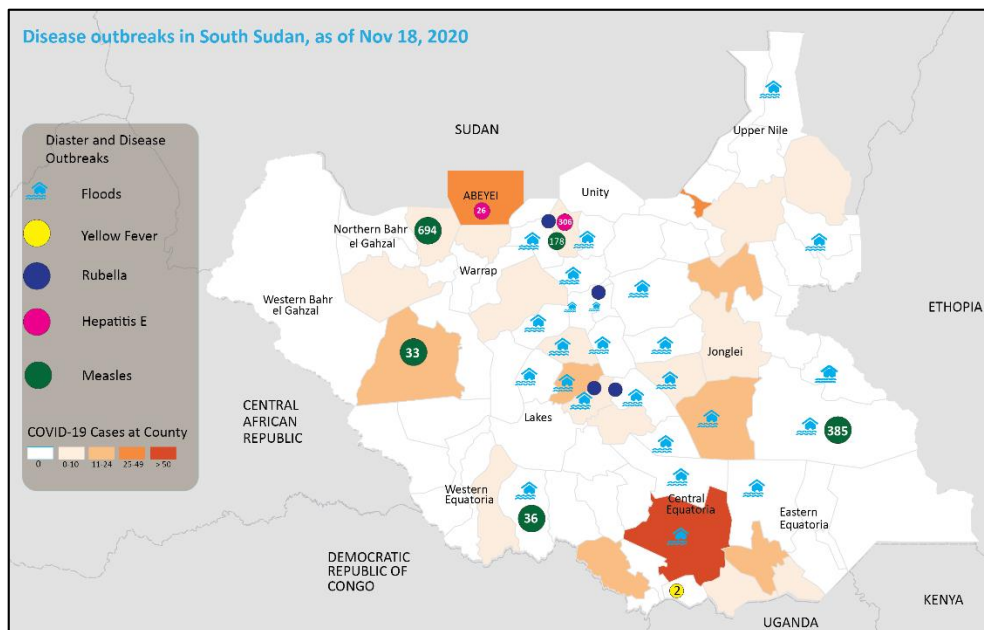 Disease outbreaks in South Sudan, as of Nov 18, 2020
Diaster and Disease
Outbreaks
Floods
Yellow Fever
Rubella
Hepatitis E
Measles
COVID-19 Cases at County
0
0-10
11-24
25-49
> 50
SUDAN
Upper Nile
ABEYEI
26
Unity
306
178
Northern Bahr
el Gahzal
694
Warrap
Western Bahr
el Gahzal
ETHOPIA
33
Jonglei
CENTRAL
AFRICAN
REPUBLIC
Lakes
385
Western
Equatoria
36
Central
Equatoria
Eastern
Equatoria
DEMOCRATIC
REPUBLIC OF
CONGO
2
KENYA
UGANDA